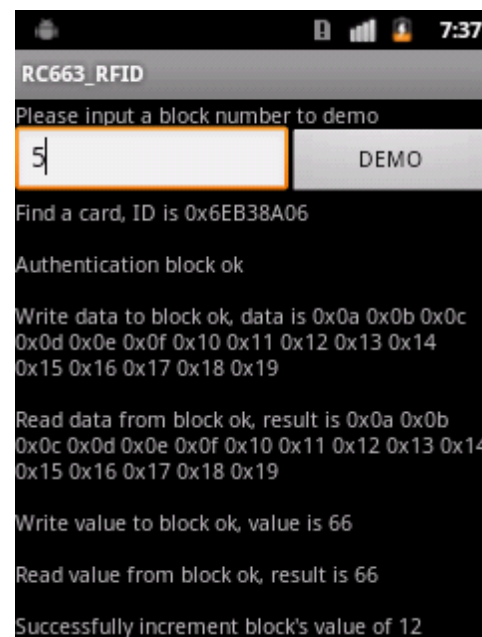 7:37
RC663_RFID
Please input a block number to demo
5
DEMO
Find a card, ID is 0x6EB38A06
Authentication block ok
Write data to block ok, data is 0x0a 0x0b 0x0c
0x0d 0x0e 0x0f 0x10 0x11 0x12 0x13 0x14
0x15 0x16 0x17 0x18 0x19
Read data from block ok, result is 0x0a 0x0b
0x0c 0x0d 0x0e 0x0f 0x10 0x11 0x12 0x13 0x14
0x15 0x16 0x17 0x18 0x19
Write value to block ok, value is 66
Read value from block ok, result is 66
Successfully increment block's value of 12